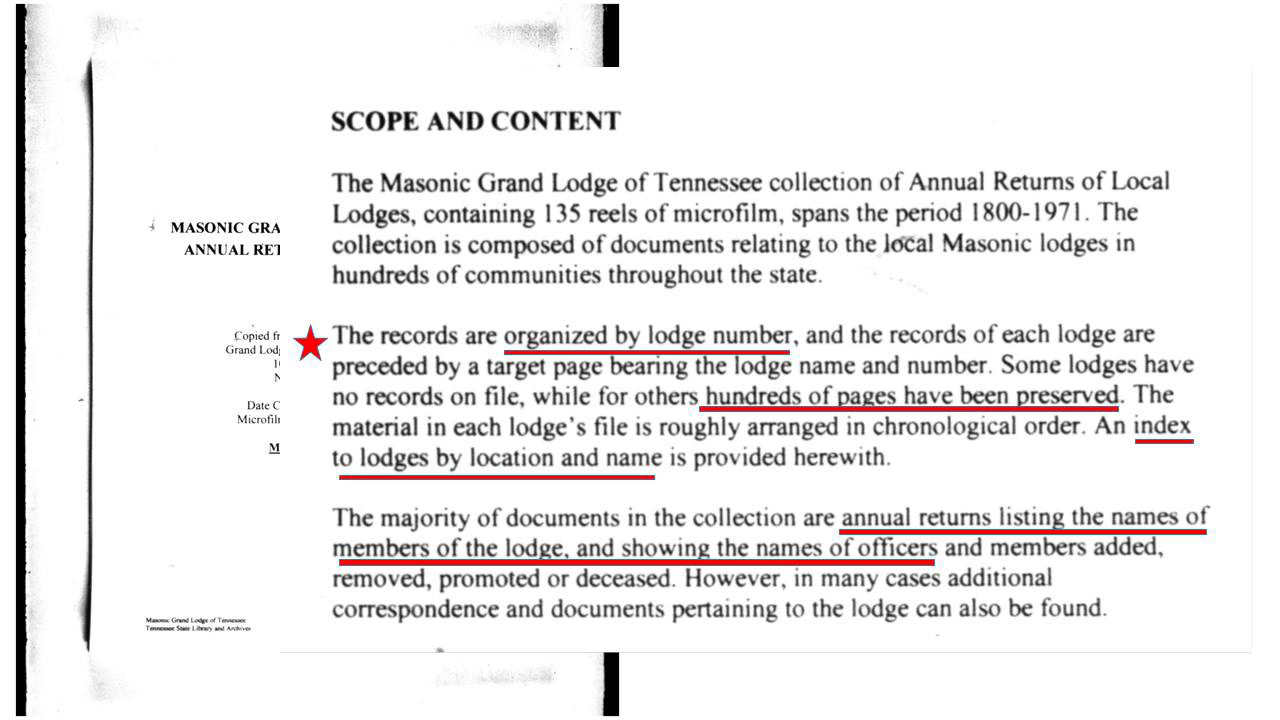 SCOPE AND CONTENT
The Masonic Grand Lodge of Tennessee collection of Annual Returns of Local
Lodges, containing 135 reels of microfilm, spans the period 1800-1971. The
collection is composed of documents relating to the local Masonic lodges in
hundreds of communities throughout the state.
The records are organized by lodge number, and the records of each lodge are
preceded by a target page bearing the lodge name and number. Some lodges have
no records on file, while for others hundreds of pages have been preserved. The
material in each lodge's file is roughly arranged in chronological order. An index
to lodges by location and name is provided herewith.
The majority of documents in the collection are annual returns listing the names of
members of the lodge, and showing the names of officers and members added,
removed, promoted or deceased. However, in many cases additional
correspondence and documents pertaining to the lodge can also be found.
MASONIC GRA
ANNUAL RET
Copied fr
Grand Lod
Date C
Microfil
M
Masonic Grand Lodge of Tennessee
Tennessee State Library and Archives